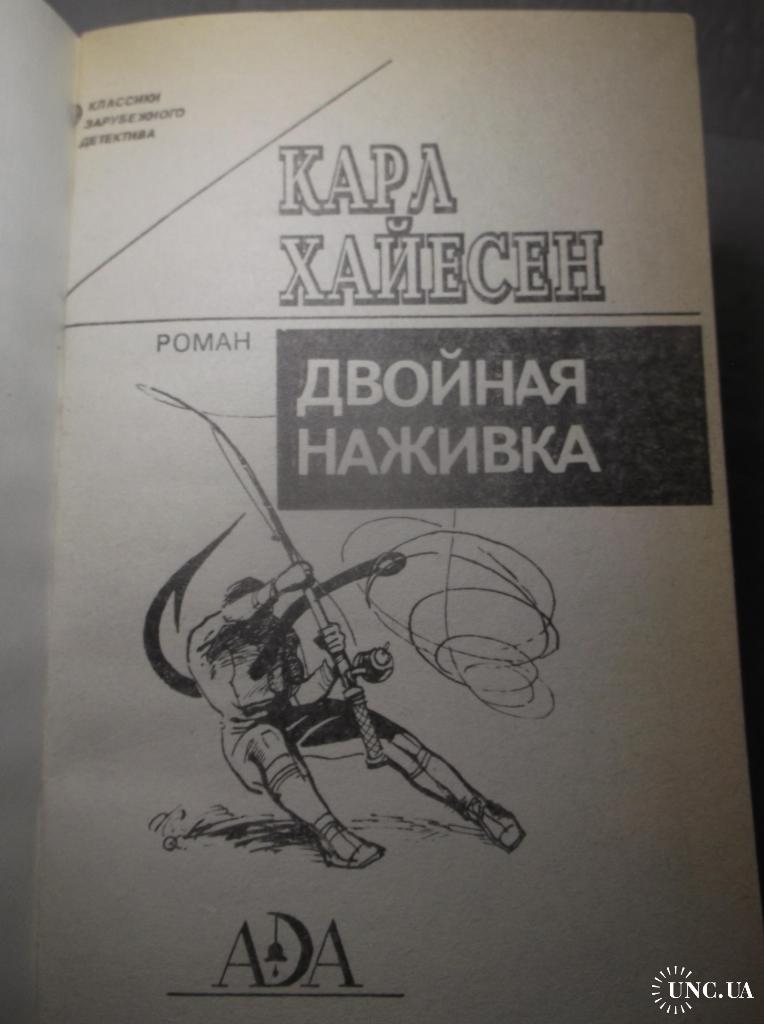 КЛАССИКИ
ЗАРУБЕЖНОГО
ДЕТЕКТИВА
КАРЛ
ХАЙЕСЕН
РОМАН
ДВОЙНАЯ
НАЖИВКА
АДА
UNC.UA